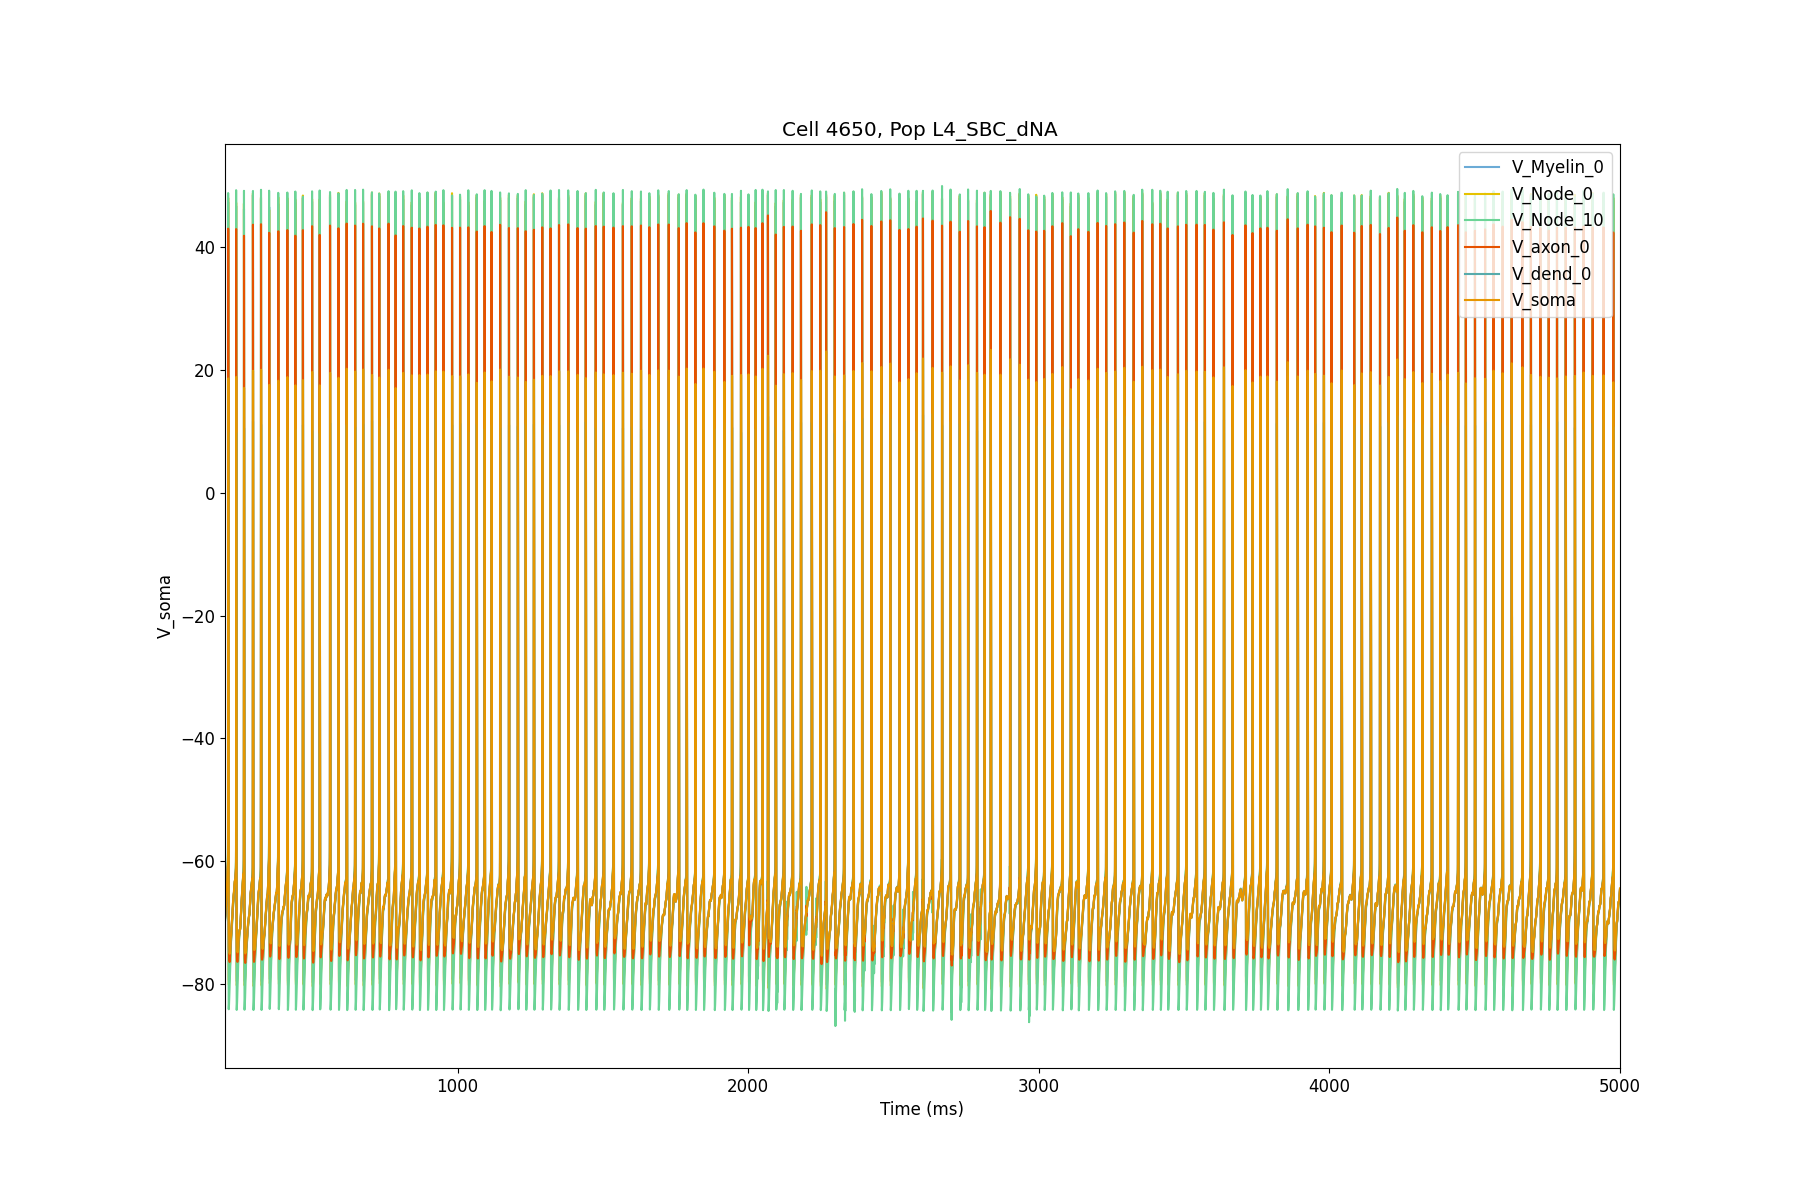 Cell 4650, Pop L4_SBC_dNA
V_Myelin_0
V_Node_0
V_Node_10
V_axon_0
V_dend_0
V_soma
40
20
0
−20
−40
−60
−80
V_soma
1000 2000 3000 4000 5000
Time (ms)